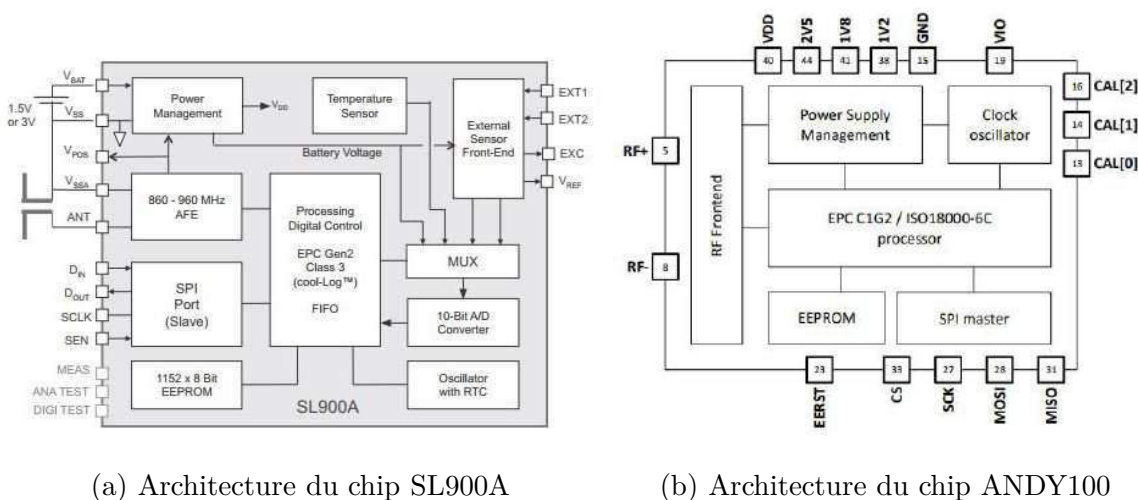 V_BAT
1.5V
or 3V
V_SS
V_POS
V_SSA
ANT
D_IN
D_OUT
SCLK
SEN
MEAS
ANA TEST
DIGI TEST
Power
Management
V_DD
Temperature
Sensor
External
Sensor
Front-End
EXT1
EXT2
EXC
V_REF
Battery Voltage
860 - 960 MHz
AFE
Processing
Digital Control
EPC Gen2
Class 3
(cool-Log™)
FIFO
MUX
SPI
Port
(Slave)
10-Bit A/D
Converter
1152 x 8 Bit
EEPROM
Oscillator
with RTC
SL900A
(a) Architecture du chip SL900A
VDD
2V5
1V8
1V2
GND
VIO
40
44
41
38
15
19
16 CAL[2]
14 CAL[1]
13 CAL[0]
RF+ 5
RF- 8
RF Frontend
Power Supply
Management
Clock
oscillator
EPC C1G2 / ISO18000-6C
processor
EEPROM
SPI master
23
33
27
28
31
EERST
CS
SCK
MOSI
MISO
(b) Architecture du chip ANDY100